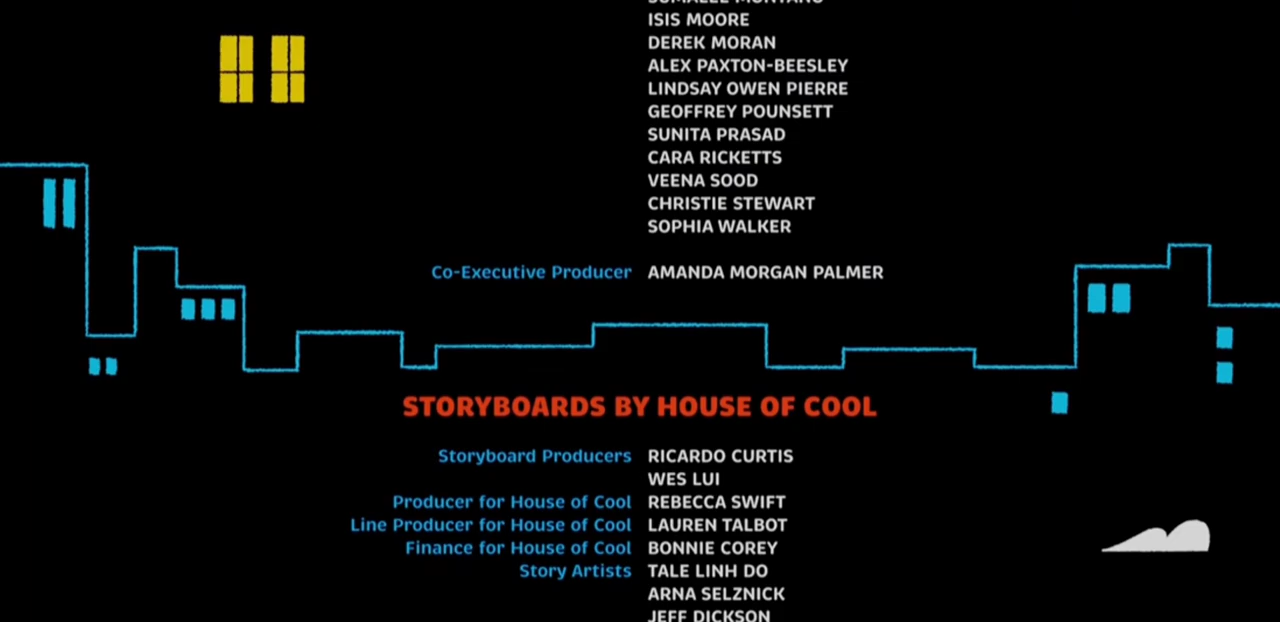 ISIS MOORE
DEREK MORAN
ALEX PAXTON-BEESLEY
LINDSAY OWEN PIERRE
GEOFFREY POUNSETT
SUNITA PRASAD
CARA RICKETTS
VEENA SOOD
CHRISTIE STEWART
SOPHIA WALKER
Co-Executive Producer AMANDA MORGAN PALMER
STORYBOARDS BY HOUSE OF COOL
Storyboard Producers RICARDO CURTIS
WES LUI
Producer for House of Cool REBECCA SWIFT
Line Producer for House of Cool LAUREN TALBOT
Finance for House of Cool BONNIE COREY
Story Artists TALE LINH DO
ARNA SELZNICK
JEFF DICKSON